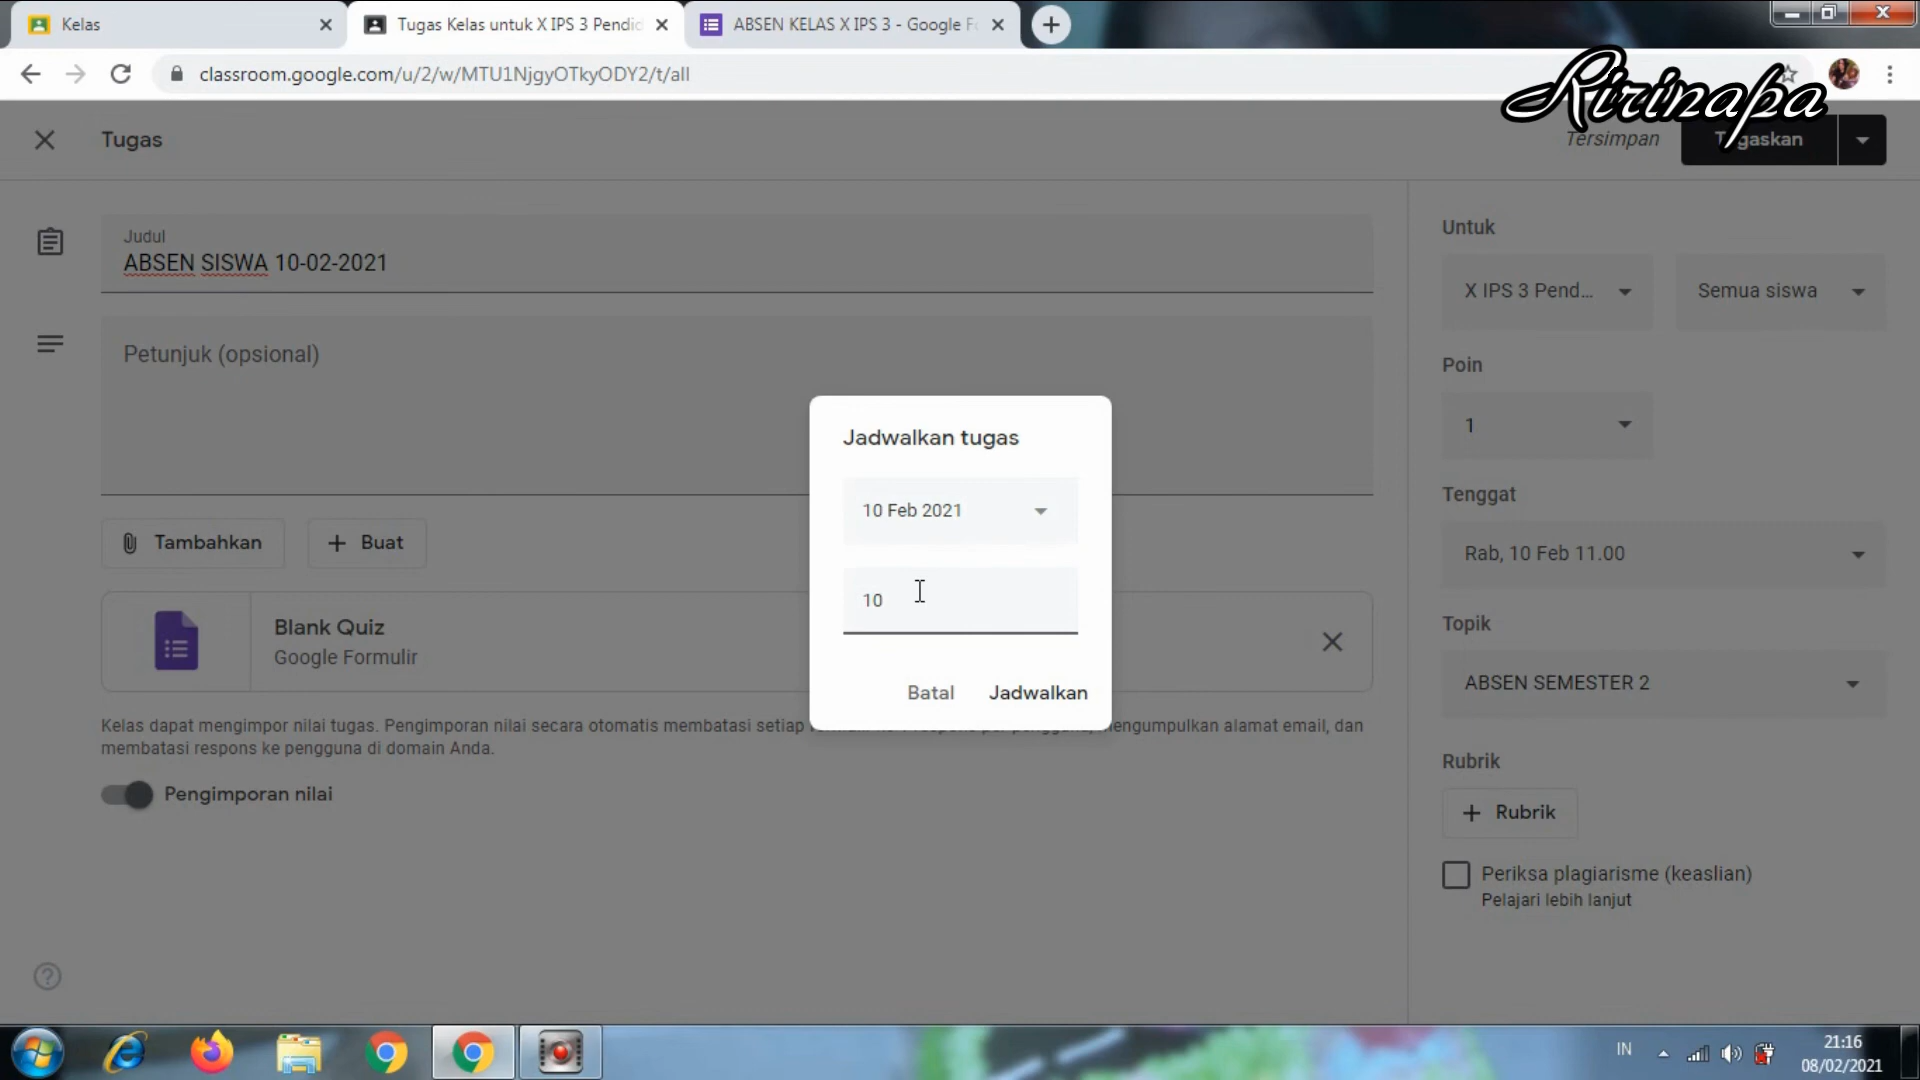 Kelas
Tugas Kelas untuk X IPS 3 Pendid
ABSEN KELAS X IPS 3 - Google Fo
classroom.google.com/u/2/w/MTU1NjgyOTkyODY2/t/all
Ririnapa
Tugas
Tersimpan
Tugaskan
Judul
ABSEN SISWA 10-02-2021
Petunjuk (opsional)
Tambahkan
Buat
Blank Quiz
Google Formulir
Kelas dapat mengimpor nilai tugas. Pengimporan nilai secara otomatis membatasi setiap mengumpulkan alamat email, dan
membatasi respons ke pengguna di domain Anda.
Pengimporan nilai
Jadwalkan tugas
10 Feb 2021
10
Batal
Jadwalkan
Untuk
X IPS 3 Pend...
Semua siswa
Poin
1
Tenggat
Rab, 10 Feb 11.00
Topik
ABSEN SEMESTER 2
Rubrik
Rubrik
Periksa plagiarisme (keaslian)
Pelajari lebih lanjut
IN
21:16
08/02/2021